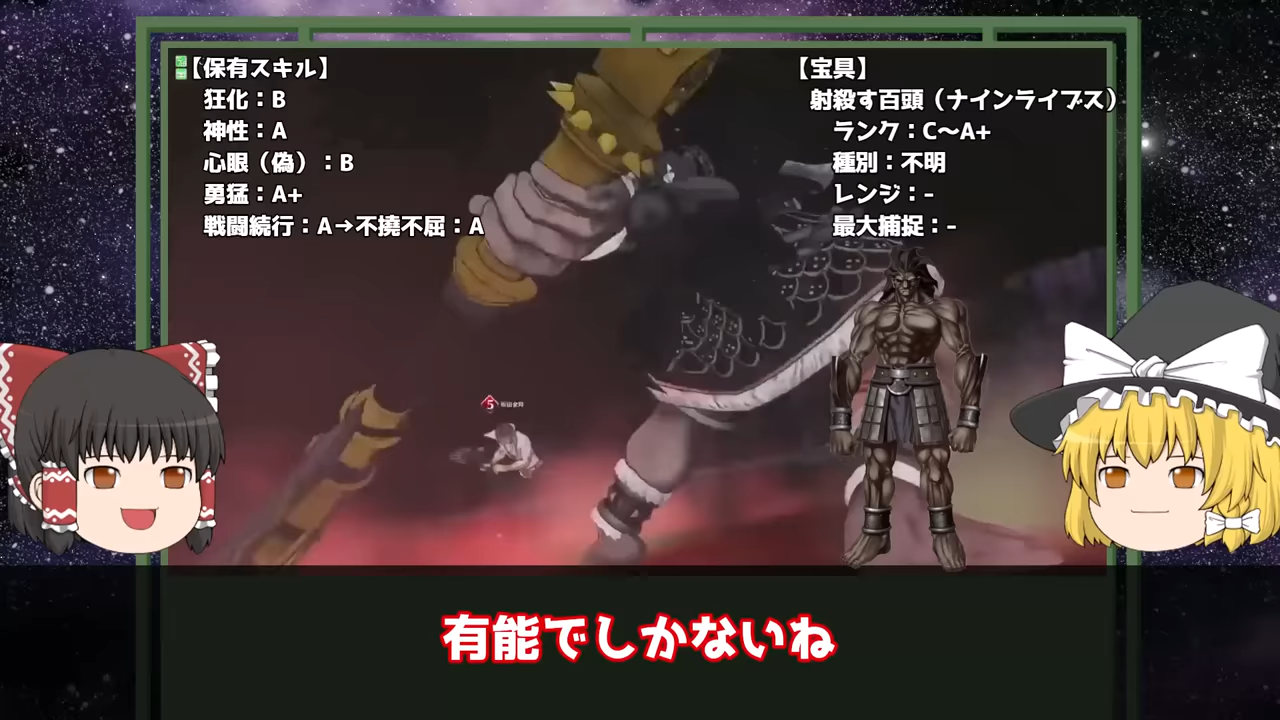 【保有スキル】
狂化：B
神性：A
心眼（偽）：B
勇猛：A+
戦闘続行：A→不撓不屈：A
【宝具】
射殺す百頭（ナインライブス）
ランク：C～A+
種別：不明
レンジ：-
最大捕捉：-
5
有能でしかないね